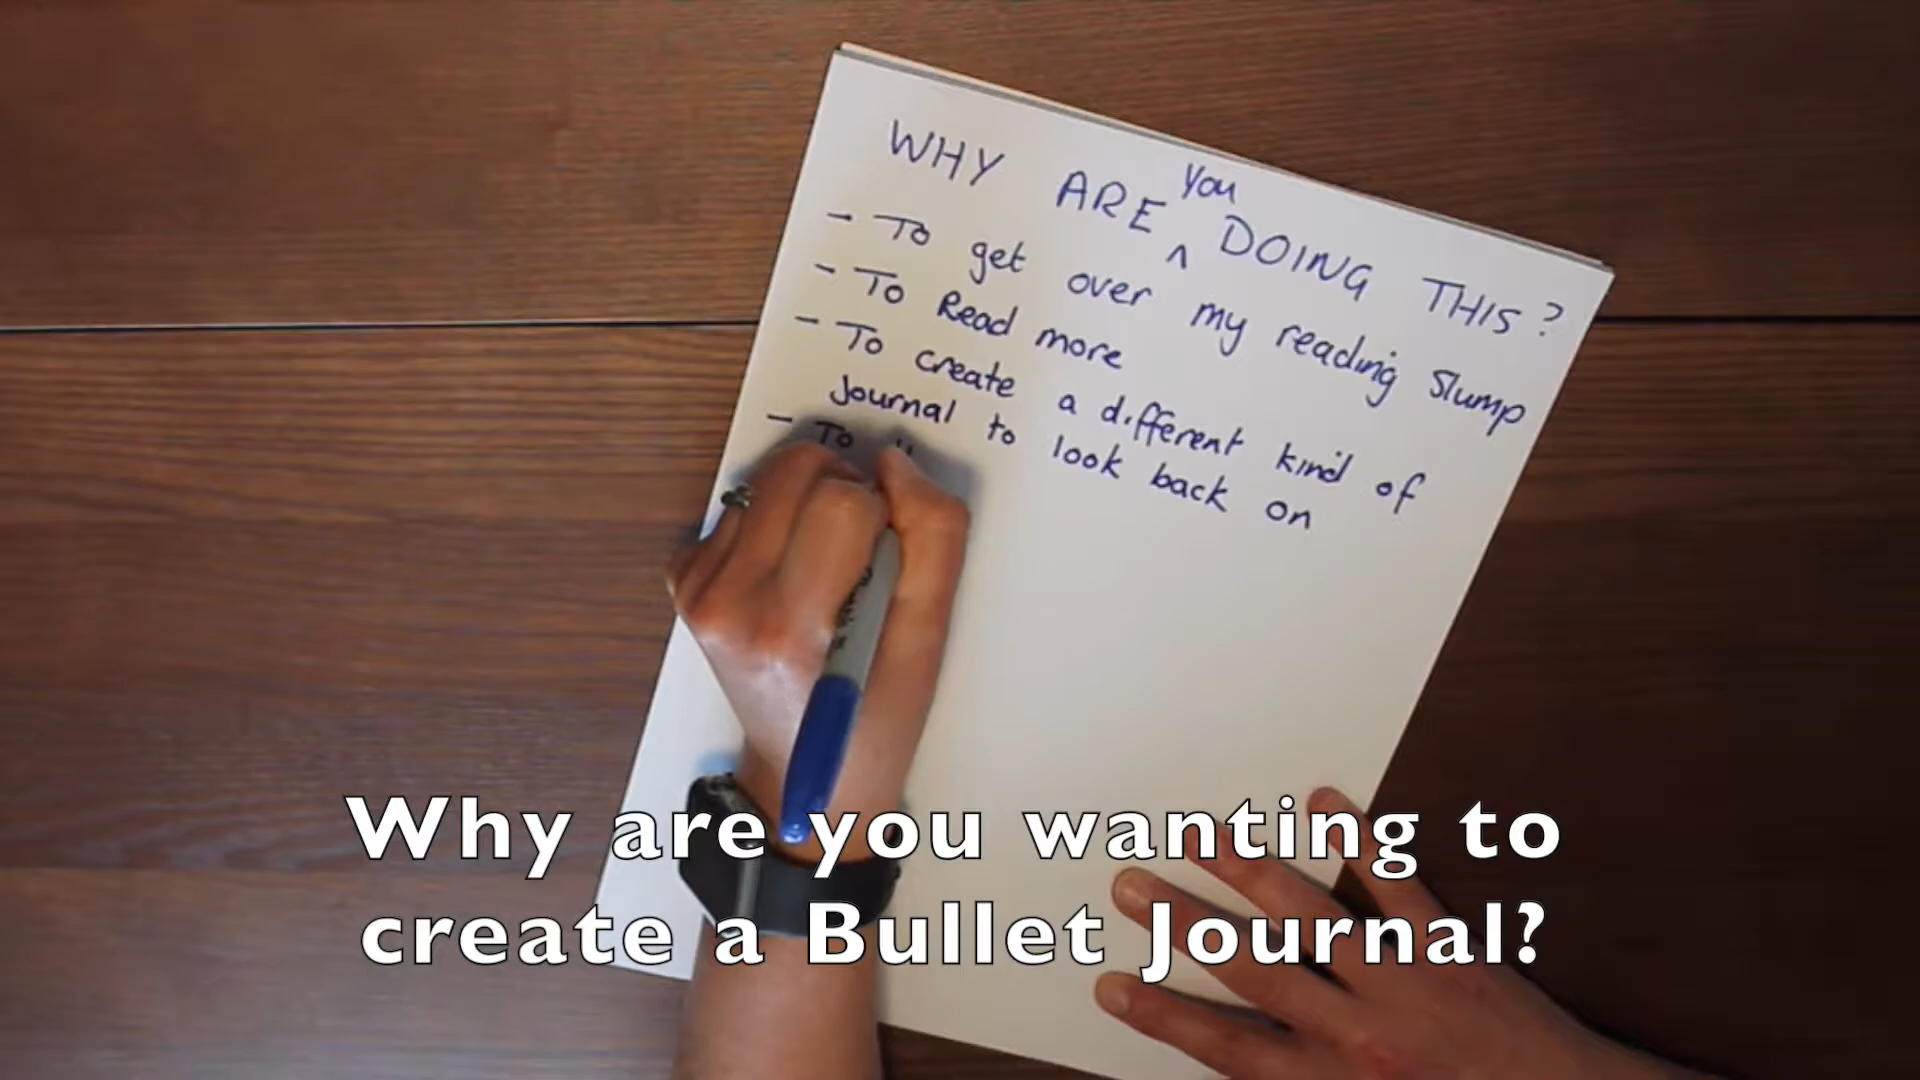 WHY ARE you DOING THIS?
- To get over my reading slump
- To Read more
- To create a different kind of
Journal to look back on
- To
Why are you wanting to
create a Bullet Journal?